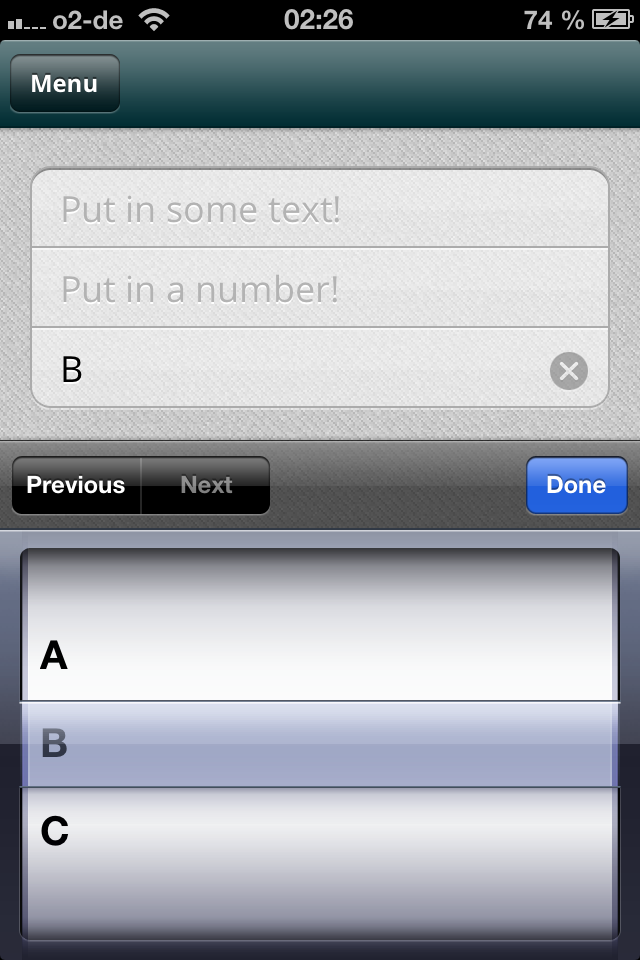 o2-de 02:26 74 %
Menu
Put in some text!
Put in a number!
B
Previous Next Done
A
B
C